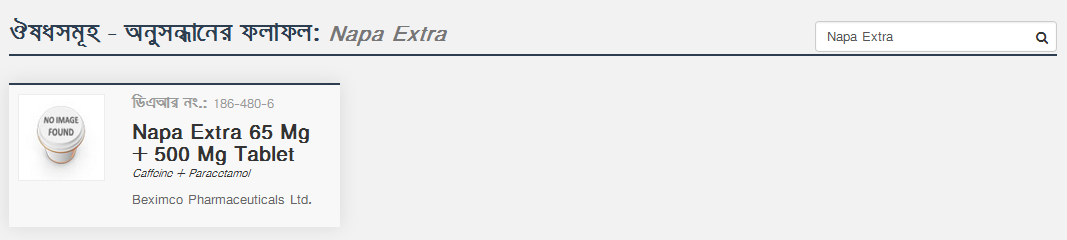 ঔষধসমূহ - অনুসন্ধানের ফলাফল: Napa Extra
Napa Extra
NO IMAGE
FOUND
ডিএআর নং.: 186-480-6
Napa Extra 65 Mg
+ 500 Mg Tablet
Caffeine + Paracetamol
Beximco Pharmaceuticals Ltd.